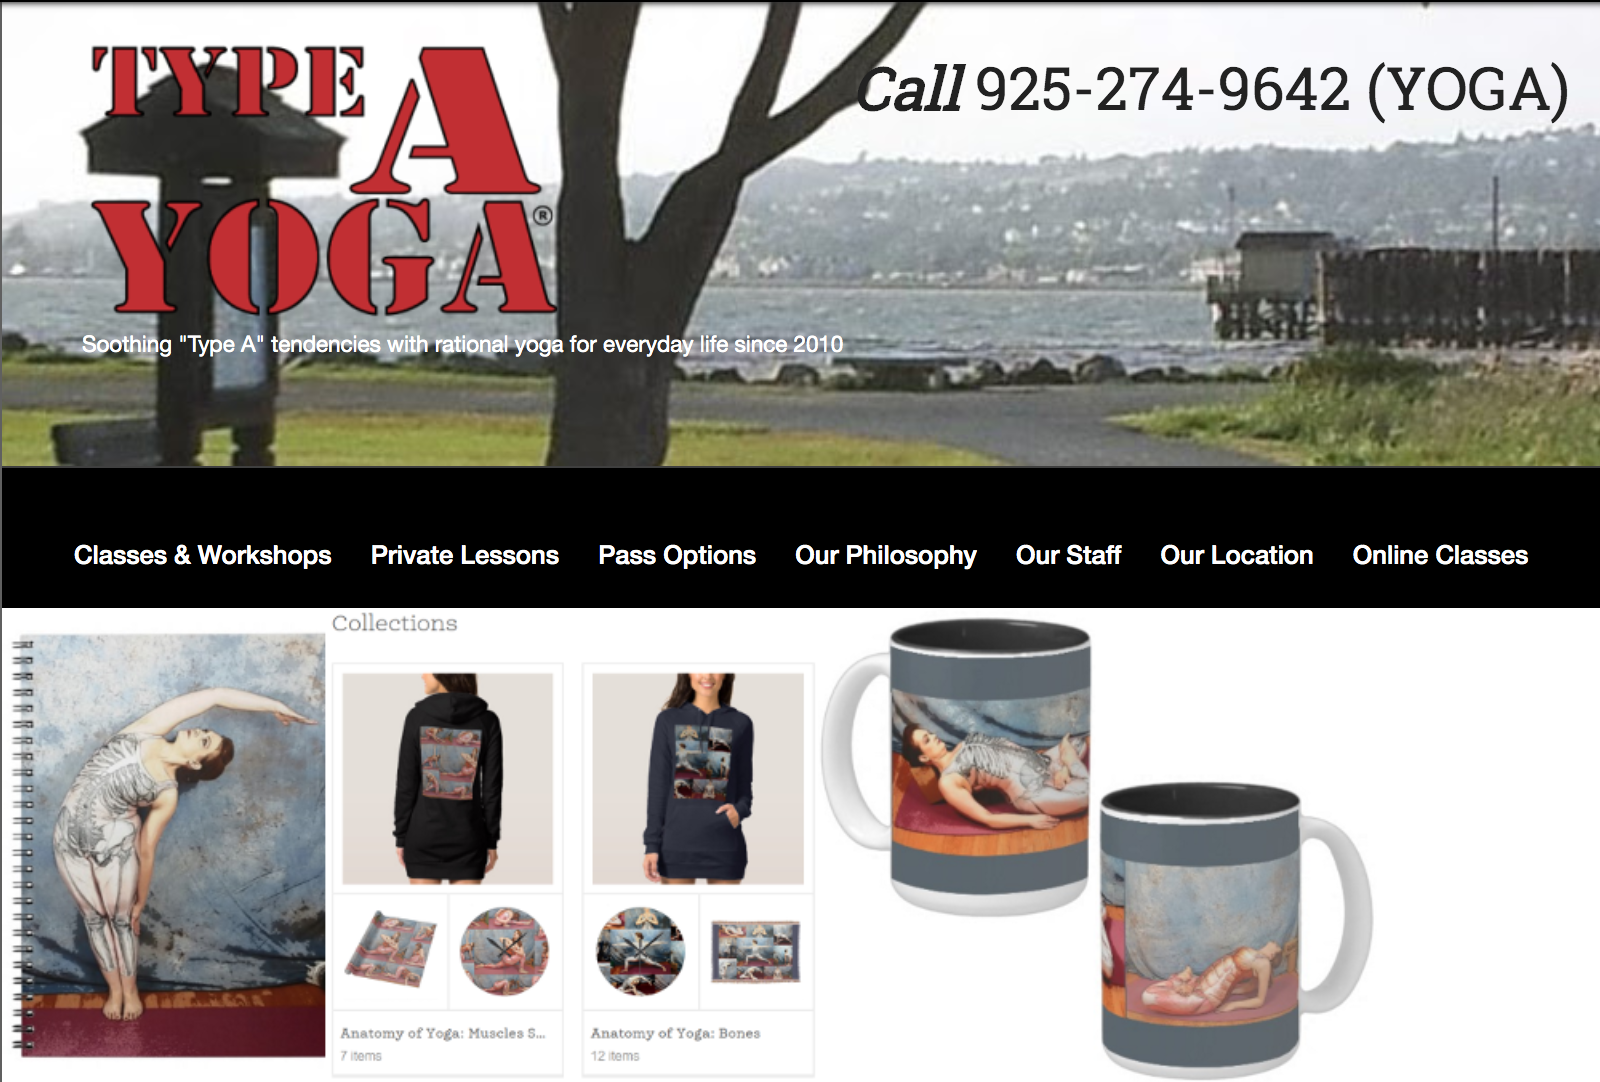 TYPE A
YOGA®
Call 925-274-9642 (YOGA)
Soothing "Type A" tendencies with rational yoga for everyday life since 2010
Classes & Workshops Private Lessons Pass Options Our Philosophy Our Staff Our Location Online Classes
Collections
Anatomy of Yoga: Muscles S...
7 items
Anatomy of Yoga: Bones
12 items